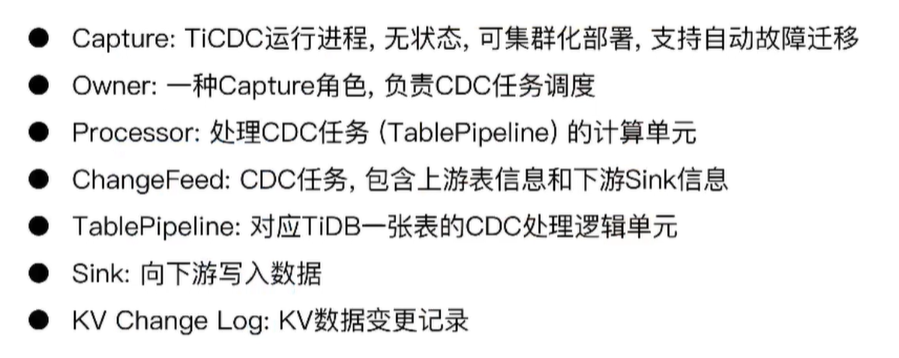 ● Capture: TiCDC运行进程, 无状态, 可集群化部署, 支持自动故障迁移
● Owner: 一种Capture角色, 负责CDC任务调度
● Processor: 处理CDC任务 (TablePipeline) 的计算单元
● ChangeFeed: CDC任务, 包含上游表信息和下游Sink信息
● TablePipeline: 对应TiDB一张表的CDC处理逻辑单元
● Sink: 向下游写入数据
● KV Change Log: KV数据变更记录